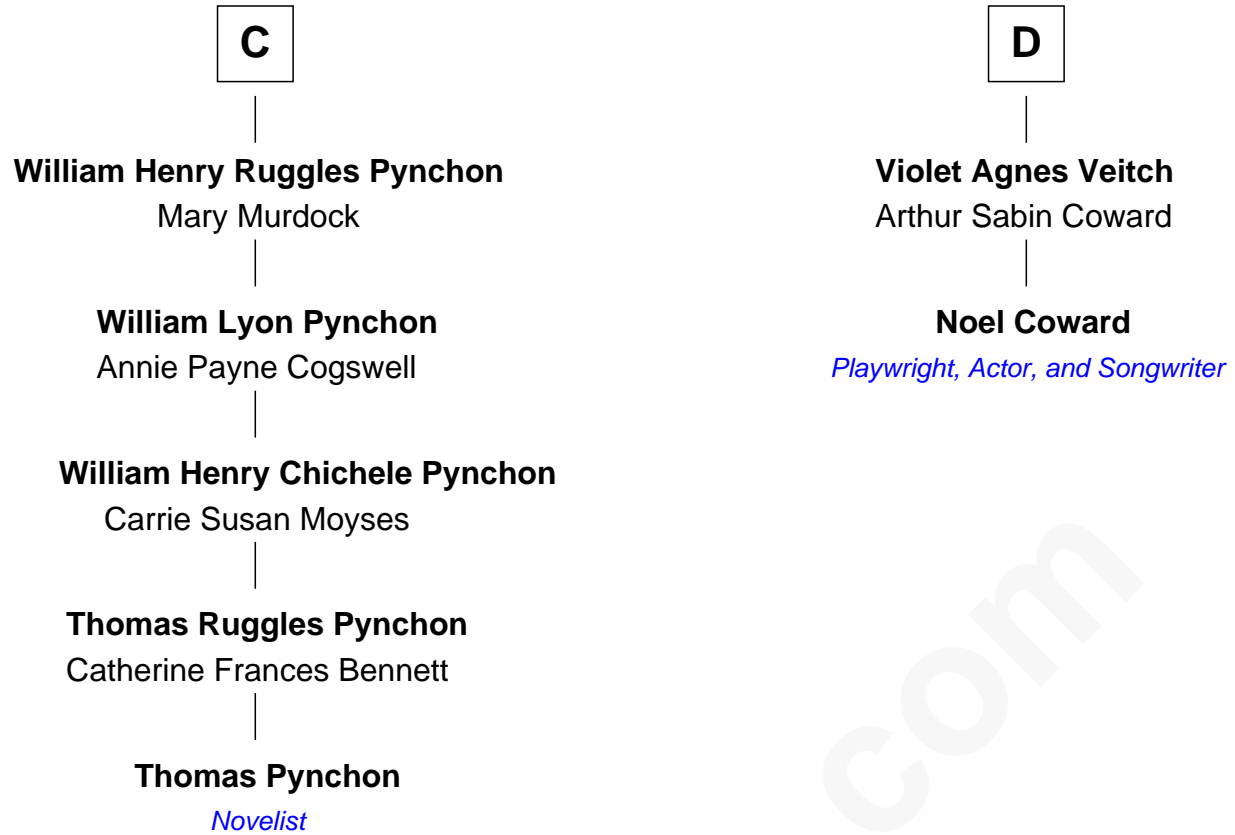 C
William Henry Ruggles Pynchon
Mary Murdock
William Lyon Pynchon
Annie Payne Cogswell
William Henry Chichele Pynchon
Carrie Susan Moyses
Thomas Ruggles Pynchon
Catherine Frances Bennett
Thomas Pynchon
Novelist
D
Violet Agnes Veitch
Arthur Sabin Coward
Noel Coward
Playwright, Actor, and Songwriter
com